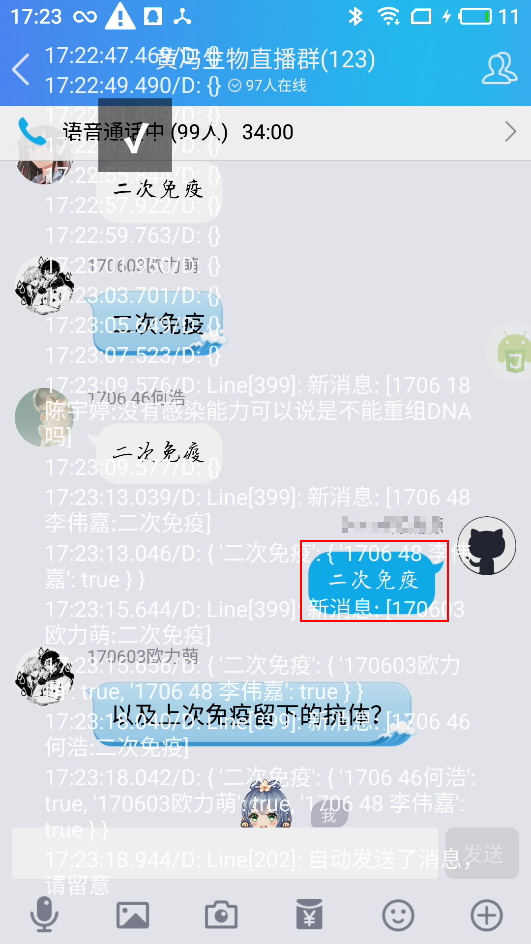 17:23
11
黄冯生物直播群(123)
97人在线
17:22:47.469/D: {}
17:22:49.490/D: {}
语音通话中 (99人) 34:00
√
二次免疫
17:22:57.922/D: {}
17:22:59.763/D: {}
170603欧力萌
17:23:03.701/D: {}
二次免疫
17:23:05.649/D: {}
17:23:07.523/D: {}
17:23:09.574/D: Line[399]: 新消息: [1706 18
1706 46何浩
陈宇婷:没有感染能力可以说是不能重组DNA
吗]
二次免疫
17:23:09.577/D: {}
17:23:13.039/D: Line[399]: 新消息: [1706 48
李伟嘉:二次免疫]
17:23:13.046/D: { '二次免疫': { '1706 48 李伟
嘉': true } }
二次免疫
17:23:15.644/D: Line[399]: 新消息: [170603
欧力萌:二次免疫]
170603欧力萌
17:23:15.656/D: { '二次免疫': { '170603欧力
萌': true, '1706 48 李伟嘉': true } }
以及上次免疫留下的抗体?
17:23:18.040/D: Line[399]: 新消息: [1706 46
何浩:二次免疫]
17:23:18.042/D: { '二次免疫': { '1706 46何浩':
true, '170603欧力萌': true, '1706 48 李伟嘉':
true } }
我
17:23:18.944/D: Line[202]: 自动发送了消息，
请留意
发送